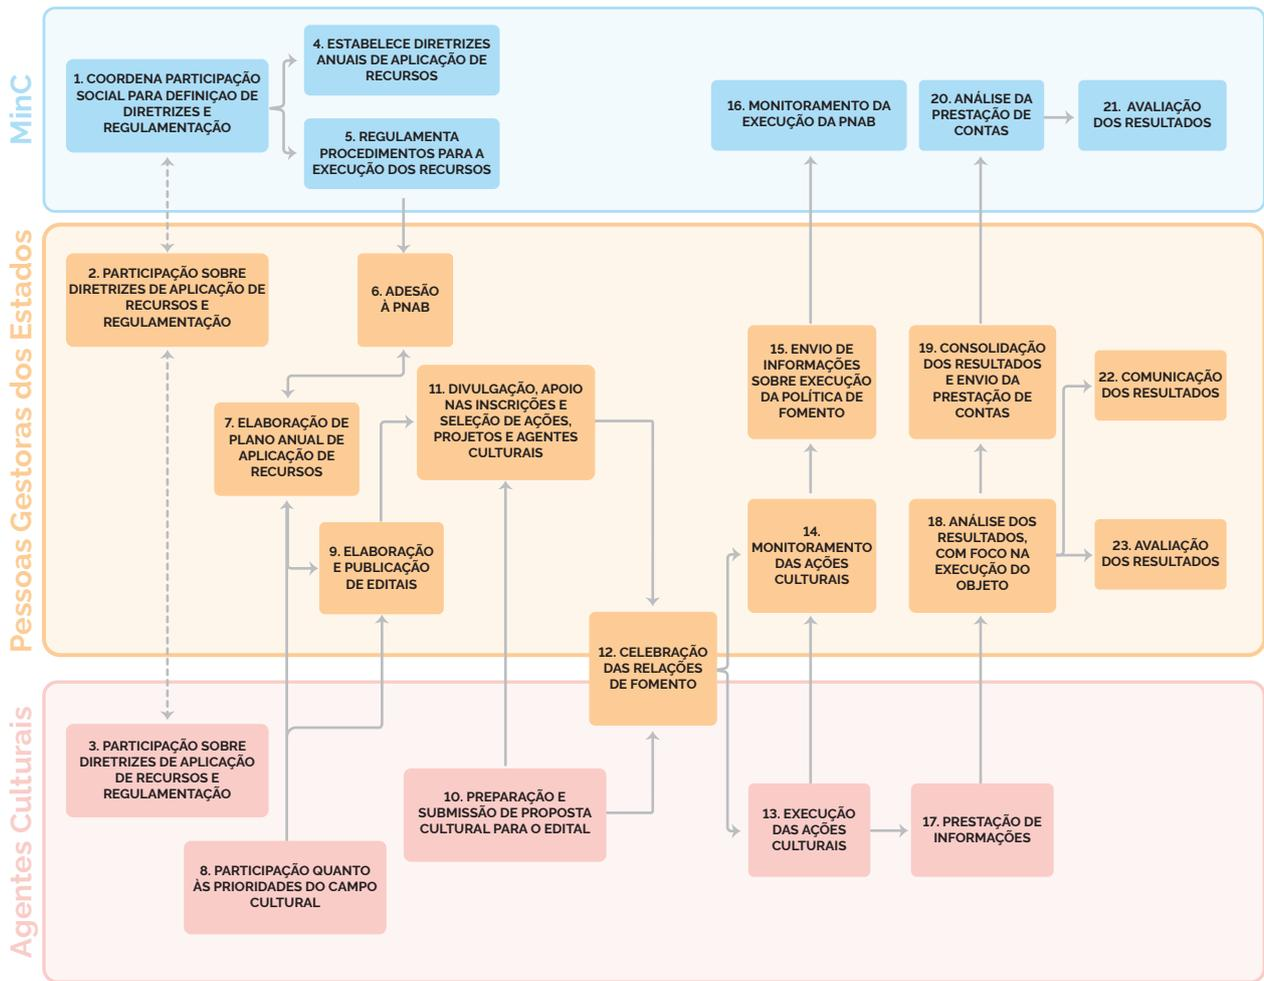 MinC
1. COORDENA PARTICIPAÇÃO
SOCIAL PARA DEFINIÇAO DE
DIRETRIZES E
REGULAMENTAÇÃO
4. ESTABELECE DIRETRIZES
ANUAIS DE APLICAÇÃO DE
RECURSOS
5. REGULAMENTA
PROCEDIMENTOS PARA A
EXECUÇÃO DOS RECURSOS
16. MONITORAMENTO DA
EXECUÇÃO DA PNAB
20. ANÁLISE DA
PRESTAÇÃO DE
CONTAS
21. AVALIAÇÃO
DOS RESULTADOS
Pessoas Gestoras dos Estados
2. PARTICIPAÇÃO SOBRE
DIRETRIZES DE APLICAÇÃO DE
RECURSOS E
REGULAMENTAÇÃO
6. ADESÃO
À PNAB
7. ELABORAÇÃO DE
PLANO ANUAL DE
APLICAÇÃO DE
RECURSOS
9. ELABORAÇÃO
E PUBLICAÇÃO
DE EDITAIS
11. DIVULGAÇÃO, APOIO
NAS INSCRIÇÕES E
SELEÇÃO DE AÇÕES,
PROJETOS E AGENTES
CULTURAIS
12. CELEBRAÇÃO
DAS RELAÇÕES
DE FOMENTO
15. ENVIO DE
INFORMAÇÕES
SOBRE EXECUÇÃO
DA POLÍTICA DE
FOMENTO
14.
MONITORAMENTO
DAS AÇÕES
CULTURAIS
19. CONSOLIDAÇÃO
DOS RESULTADOS
E ENVIO DA
PRESTAÇÃO DE
CONTAS
18. ANÁLISE DOS
RESULTADOS,
COM FOCO NA
EXECUÇÃO DO
OBJETO
22. COMUNICAÇÃO
DOS RESULTADOS
23. AVALIAÇÃO
DOS RESULTADOS
Agentes Culturais
3. PARTICIPAÇÃO SOBRE
DIRETRIZES DE APLICAÇÃO
DE RECURSOS E
REGULAMENTAÇÃO
8. PARTICIPAÇÃO QUANTO
ÀS PRIORIDADES DO CAMPO
CULTURAL
10. PREPARAÇÃO E
SUBMISSÃO DE PROPOSTA
CULTURAL PARA O EDITAL
13. EXECUÇÃO
DAS AÇÕES
CULTURAIS
17. PRESTAÇÃO DE
INFORMAÇÕES